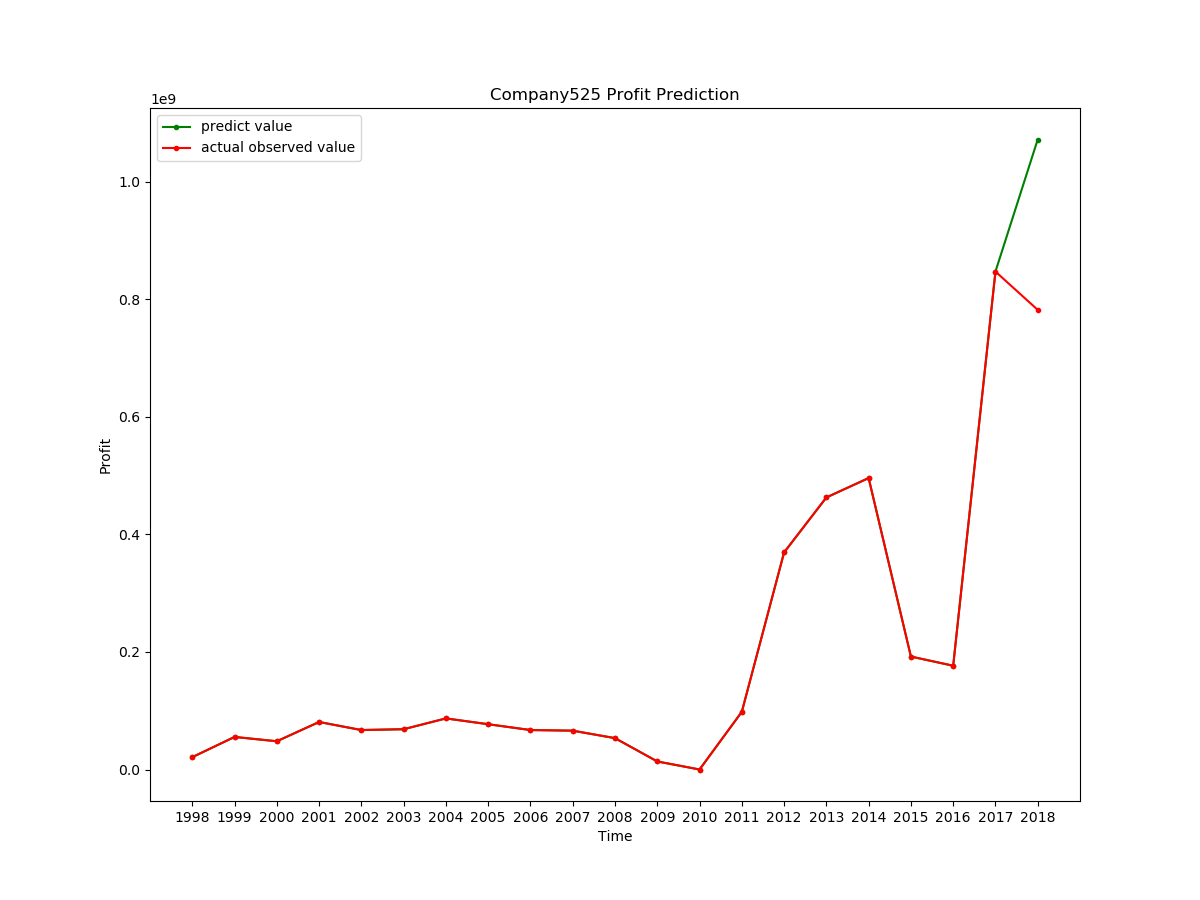 Company525 Profit Prediction
1e9
predict value
actual observed value
1.0
0.8
0.6
0.4
0.2
0.0
Profit
1998 1999 2000 2001 2002 2003 2004 2005 2006 2007 2008 2009 2010 2011 2012 2013 2014 2015 2016 2017 2018
Time